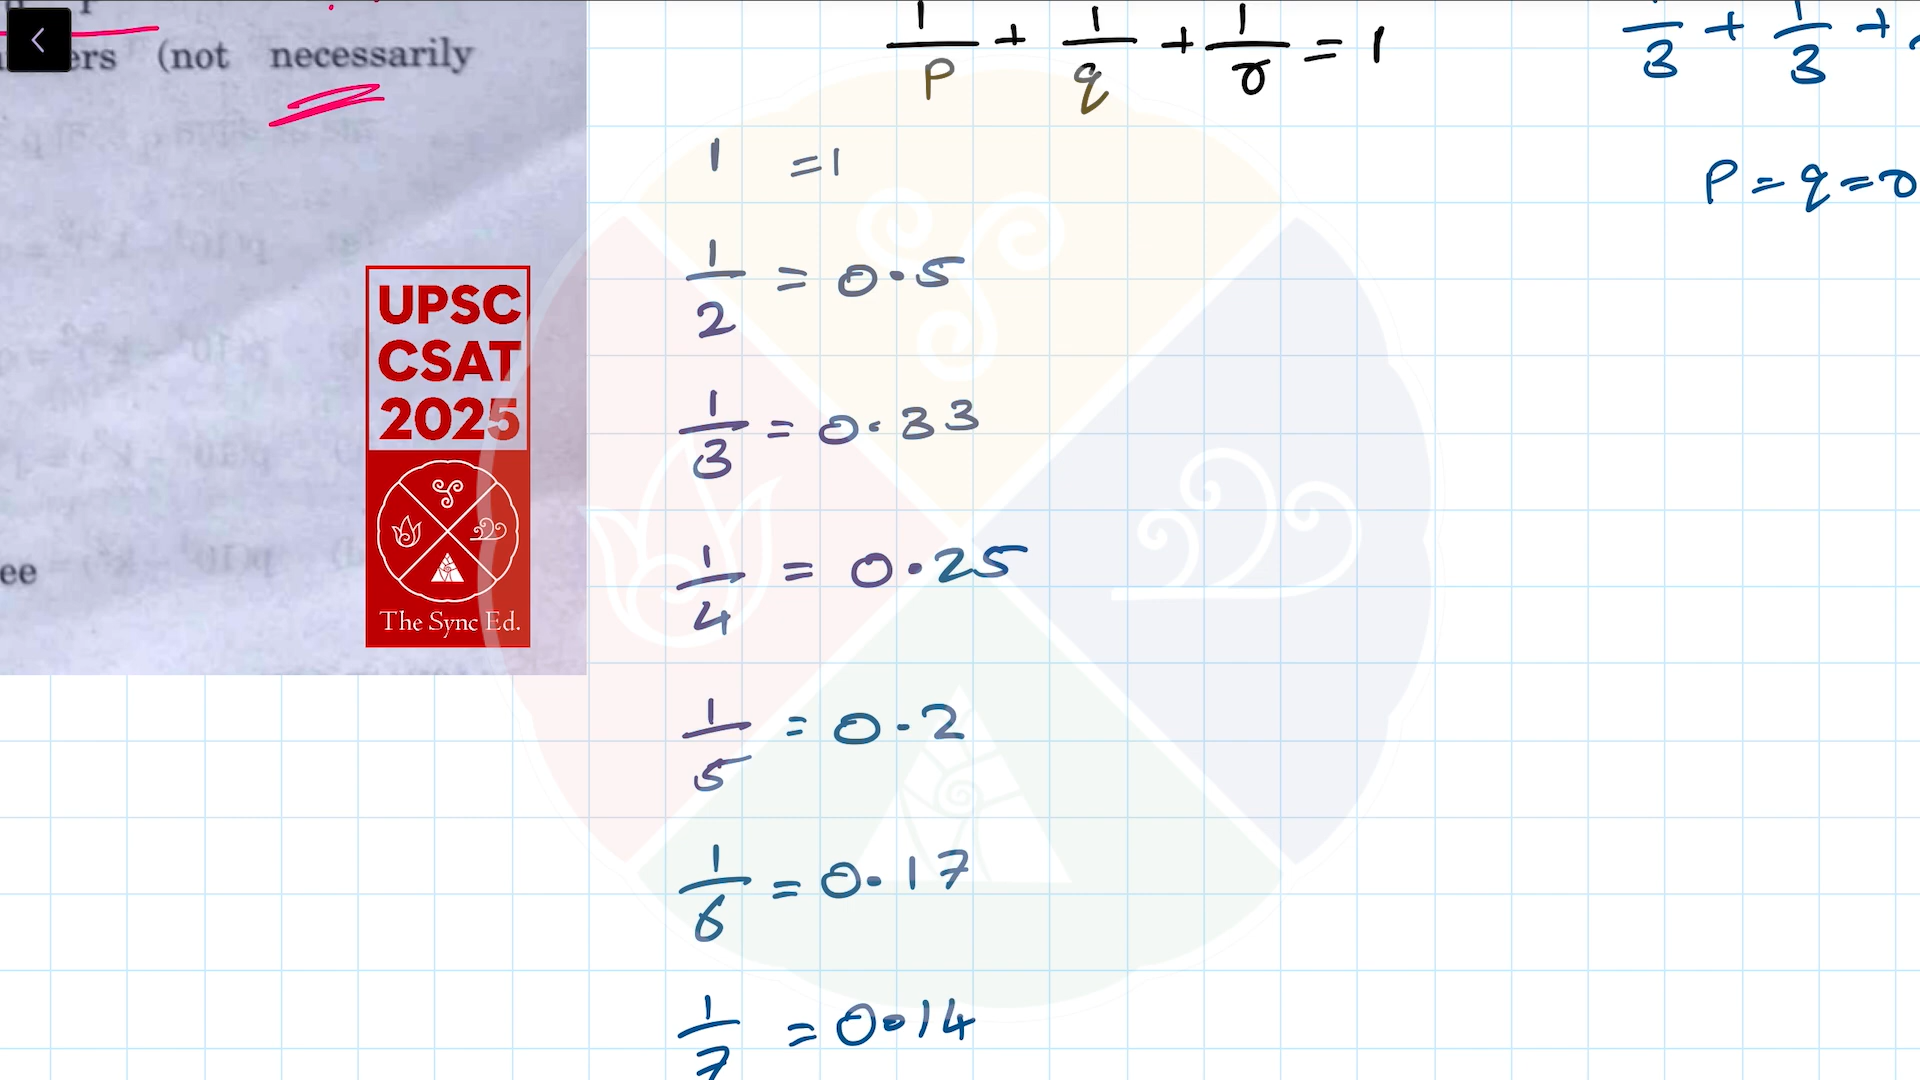 ers (not necessarily
ee
UPSC
CSAT
2025
The Sync Ed.
1/p + 1/q + 1/r = 1
1 = 1
1/2 = 0.5
1/3 = 0.33
1/4 = 0.25
1/5 = 0.2
1/6 = 0.17
1/7 = 0.14
1/3 + 1/3 +
p = q = r